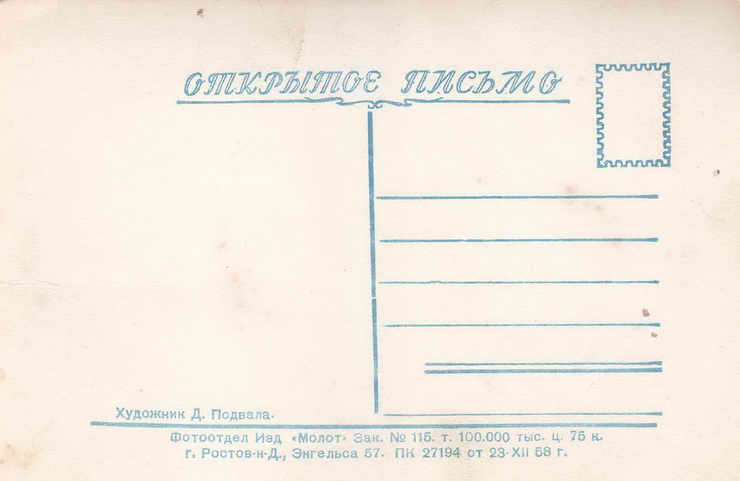 ОТКРЫТОЕ ПИСЬМО
Художник Д. Подвала.
Фотоотдел Изд «Молот» Зак. № 115. т. 100.000 тыс. ц. 75 к.
г. Ростов-н-Д., Энгельса 57. ПК 27194 от 23-XII 58 г.